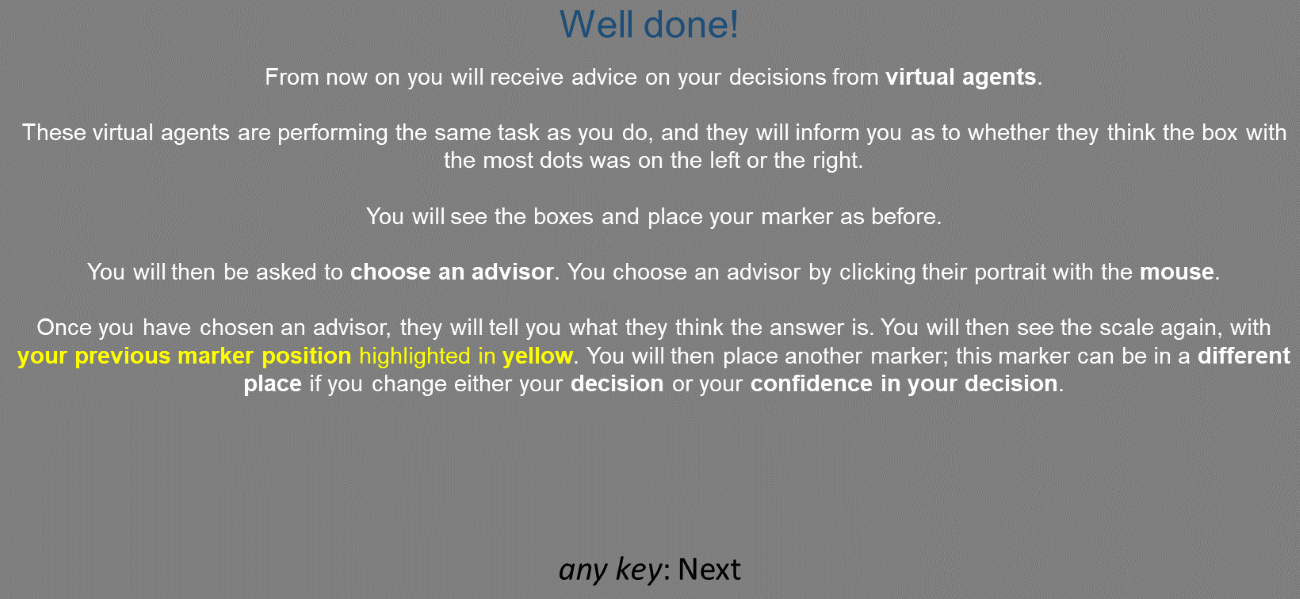 Well done!
From now on you will receive advice on your decisions from virtual agents.
These virtual agents are performing the same task as you do, and they will inform you as to whether they think the box with
the most dots was on the left or the right.
You will see the boxes and place your marker as before.
You will then be asked to choose an advisor. You choose an advisor by clicking their portrait with the mouse.
Once you have chosen an advisor, they will tell you what they think the answer is. You will then see the scale again, with
your previous marker position highlighted in yellow. You will then place another marker; this marker can be in a different
place if you change either your decision or your confidence in your decision.
any key: Next